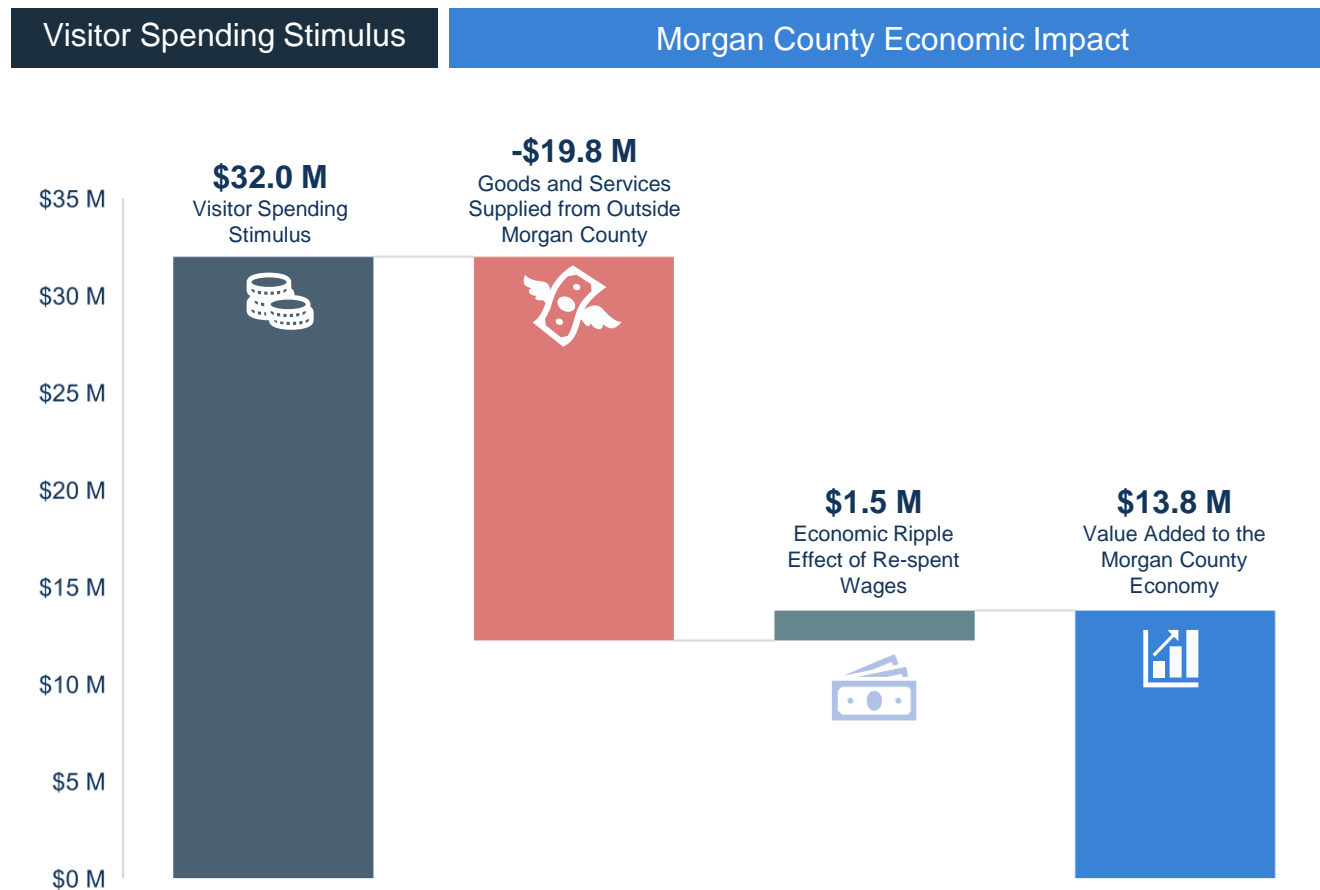 Visitor Spending Stimulus
Morgan County Economic Impact
$32.0 M
Visitor Spending
Stimulus
-$19.8 M
Goods and Services
Supplied from Outside
Morgan County
$1.5 M
Economic Ripple
Effect of Re-spent
Wages
$13.8 M
Value Added to the
Morgan County
Economy
$35 M
$30 M
$25 M
$20 M
$15 M
$10 M
$5 M
$0 M